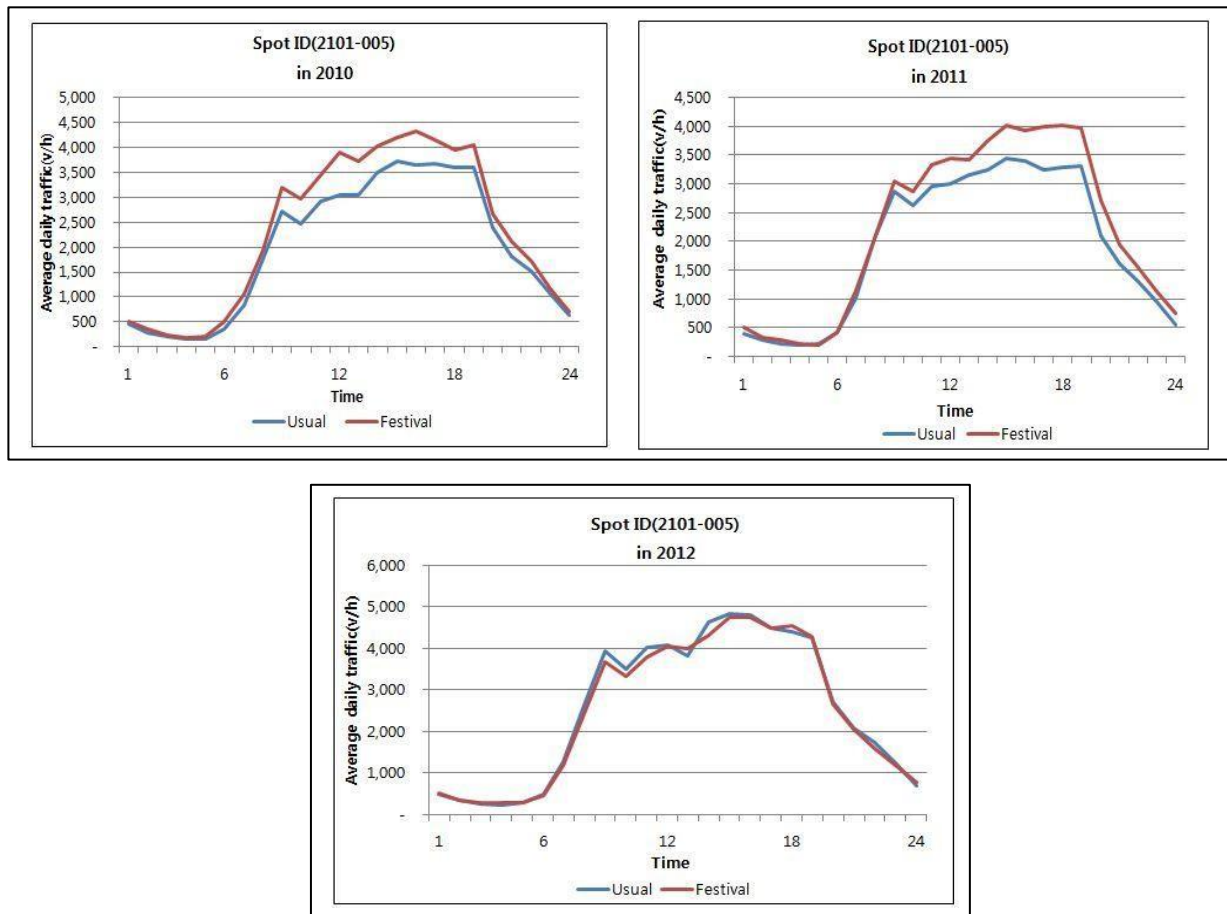 Spot ID(2101-005)
in 2010
Average daily traffic(v/h)
5,000
4,500
4,000
3,500
3,000
2,500
2,000
1,500
1,000
500
-
1 6 12 18 24
Time
Usual Festival
Spot ID(2101-005)
in 2011
Average daily traffic(v/h)
4,500
4,000
3,500
3,000
2,500
2,000
1,500
1,000
500
-
1 6 12 18 24
Time
Usual Festival
Spot ID(2101-005)
in 2012
Average daily traffic(v/h)
6,000
5,000
4,000
3,000
2,000
1,000
-
1 6 12 18 24
Time
Usual Festival